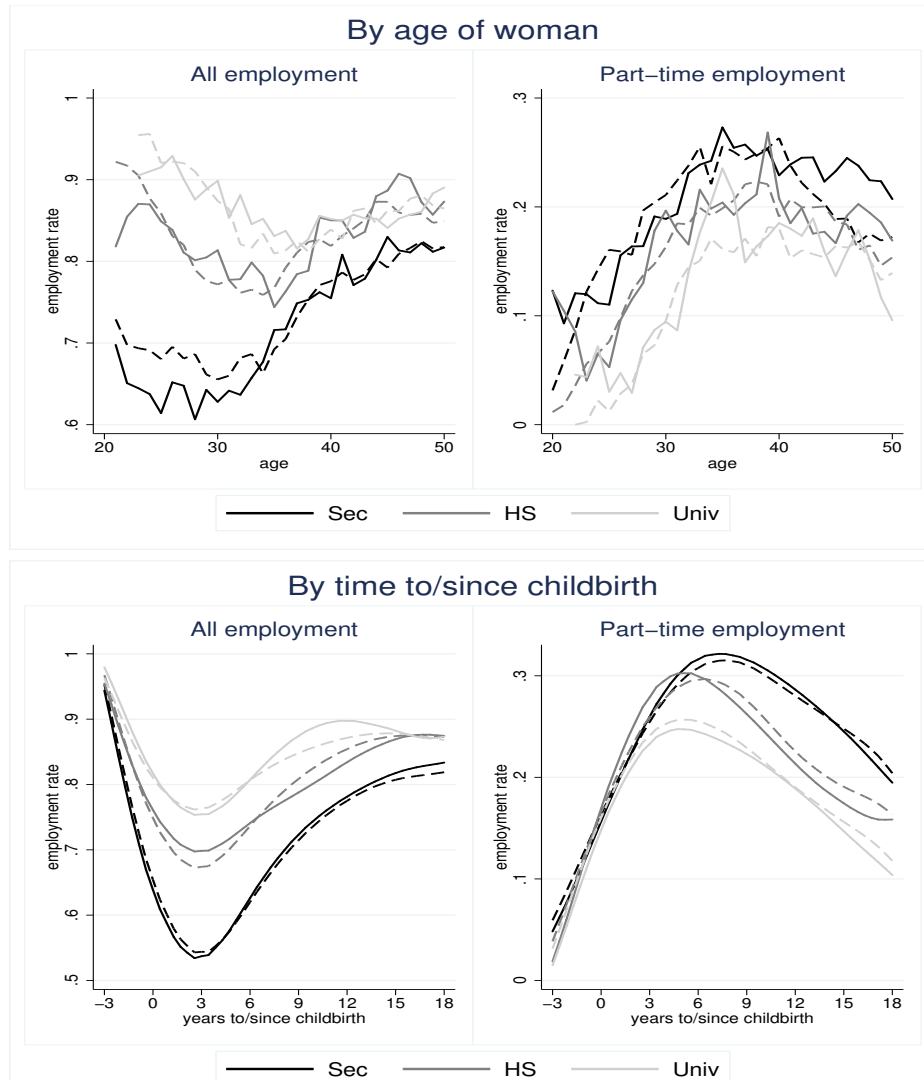 By age of woman
All employment
Part−time employment
employment rate
1
.9
.8
.7
.6
20 30 40 50
age
employment rate
.3
.2
.1
0
20 30 40 50
age
Sec HS Univ
By time to/since childbirth
All employment
Part−time employment
employment rate
1
.9
.8
.7
.6
.5
−3 0 3 6 9 12 15 18
years to/since childbirth
employment rate
.3
.2
.1
0
−3 0 3 6 9 12 15 18
years to/since childbirth
Sec HS Univ